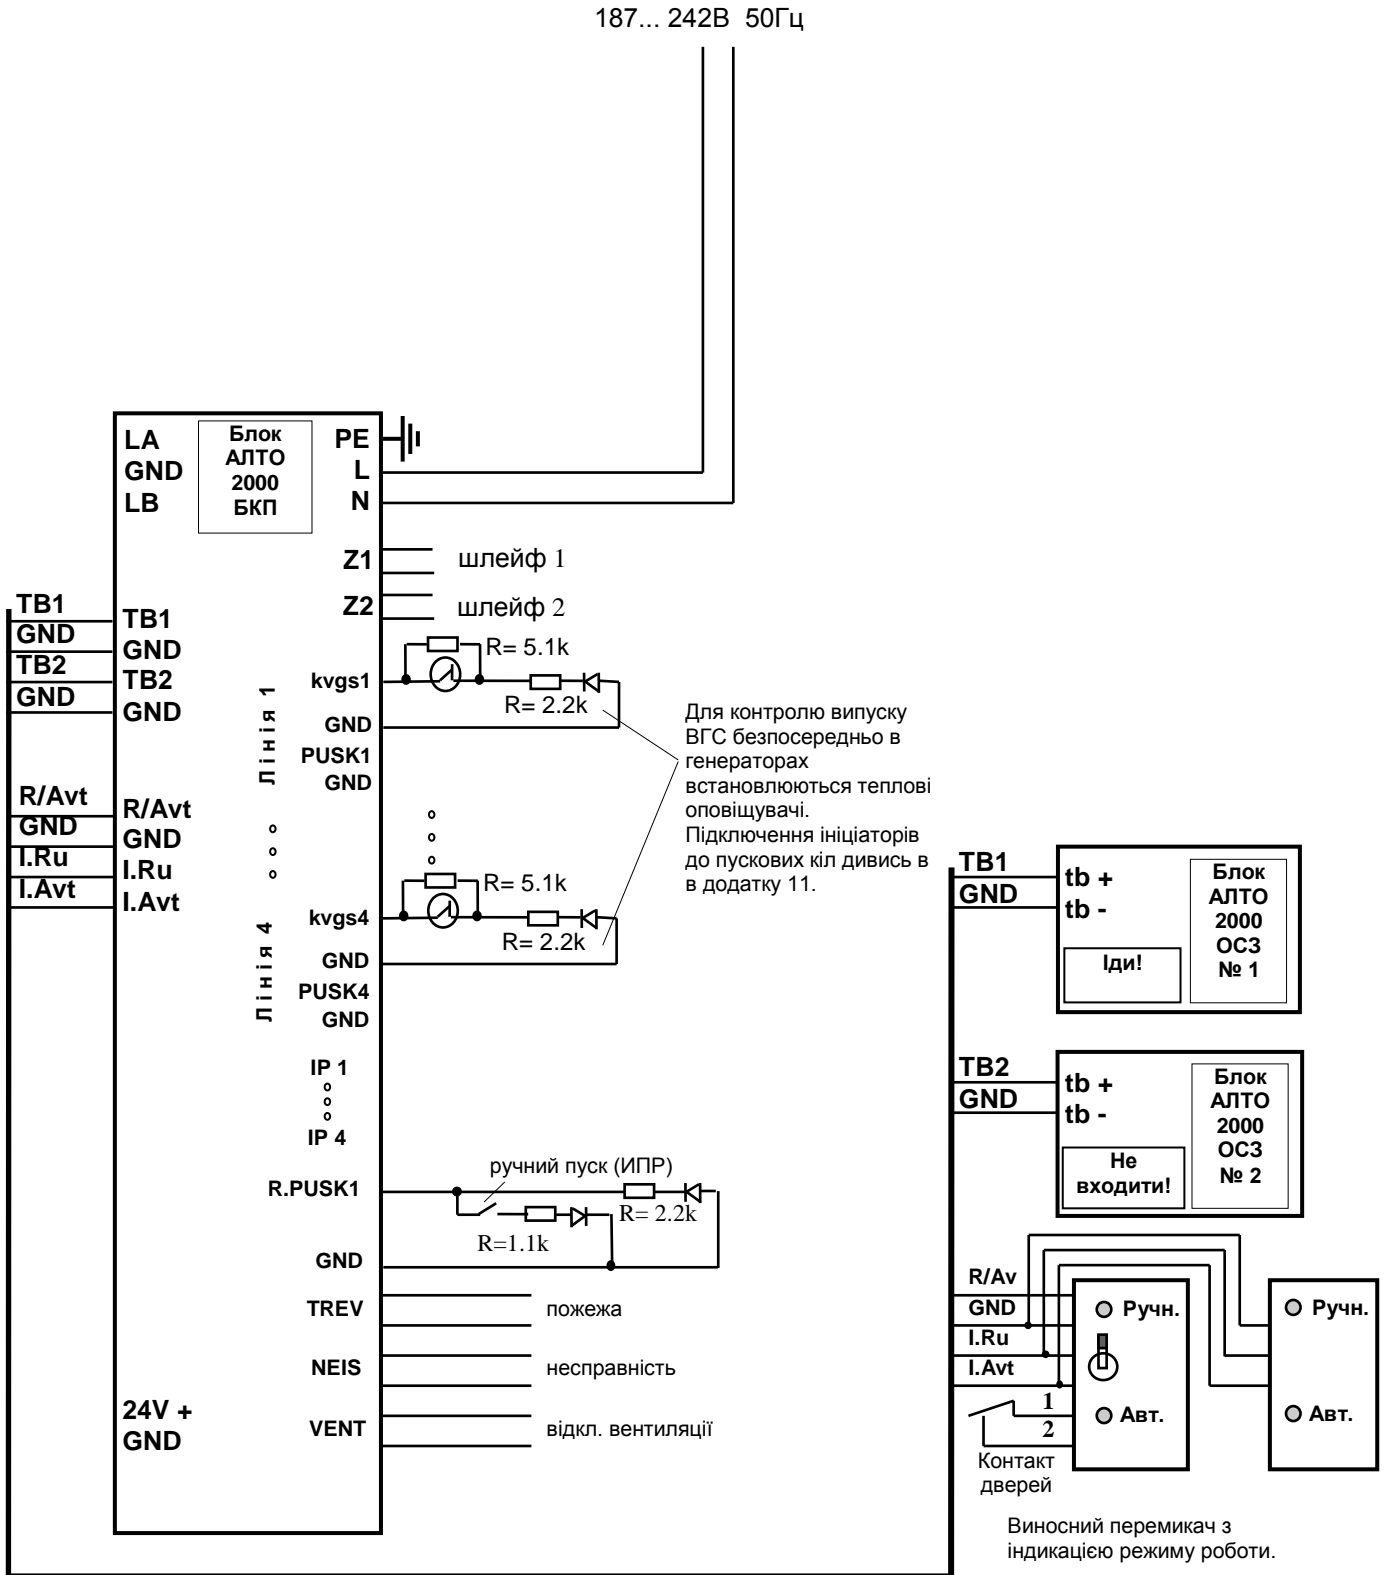 187... 242В 50Гц
LA
GND
LB
Блок
АЛТО
2000
БКП
PE
L
N
Z1
шлейф 1
Z2
шлейф 2
TB1
GND
TB2
GND
TB1
GND
TB2
GND
Лінія 1
kvgs1
R= 5.1k
R= 2.2k
GND
PUSK1
GND
Для контролю випуску
ВГС безпосередньо в
генераторах
встановлюються теплові
оповіщувачі.
Підключення ініціаторів
до пускових кіл дивись в
в додатку 11.
R/Avt
GND
I.Ru
I.Avt
R/Avt
GND
I.Ru
I.Avt
Лінія 4
kvgs4
R= 5.1k
R= 2.2k
GND
PUSK4
GND
IP 1
IP 4
ручний пуск (ИПР)
R.PUSK1
R= 2.2k
R=1.1k
GND
TREV
пожежа
NEIS
несправність
24V +
GND
VENT
відкл. вентиляції
TB1
GND
tb +
tb -
Іди!
Блок
АЛТО
2000
ОСЗ
№ 1
TB2
GND
tb +
tb -
Не
входити!
Блок
АЛТО
2000
ОСЗ
№ 2
R/Av
GND
I.Ru
I.Avt
1
2
Ручн.
Авт.
Ручн.
Авт.
Контакт
дверей
Виносний перемикач з
індикацією режиму роботи.